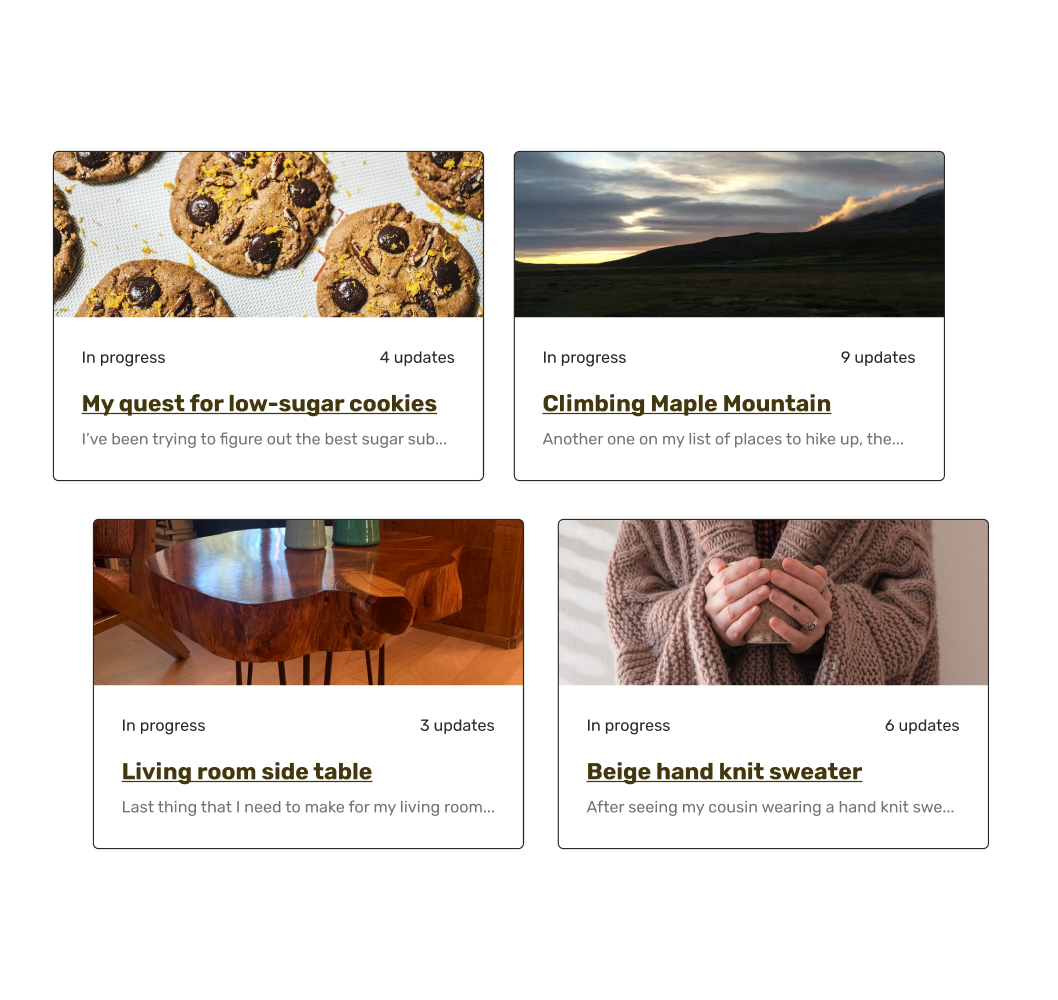 In progress
4 updates
My quest for low-sugar cookies
I’ve been trying to figure out the best sugar sub...
In progress
9 updates
Climbing Maple Mountain
Another one on my list of places to hike up, the...
In progress
3 updates
Living room side table
Last thing that I need to make for my living room...
In progress
6 updates
Beige hand knit sweater
After seeing my cousin wearing a hand knit swe...